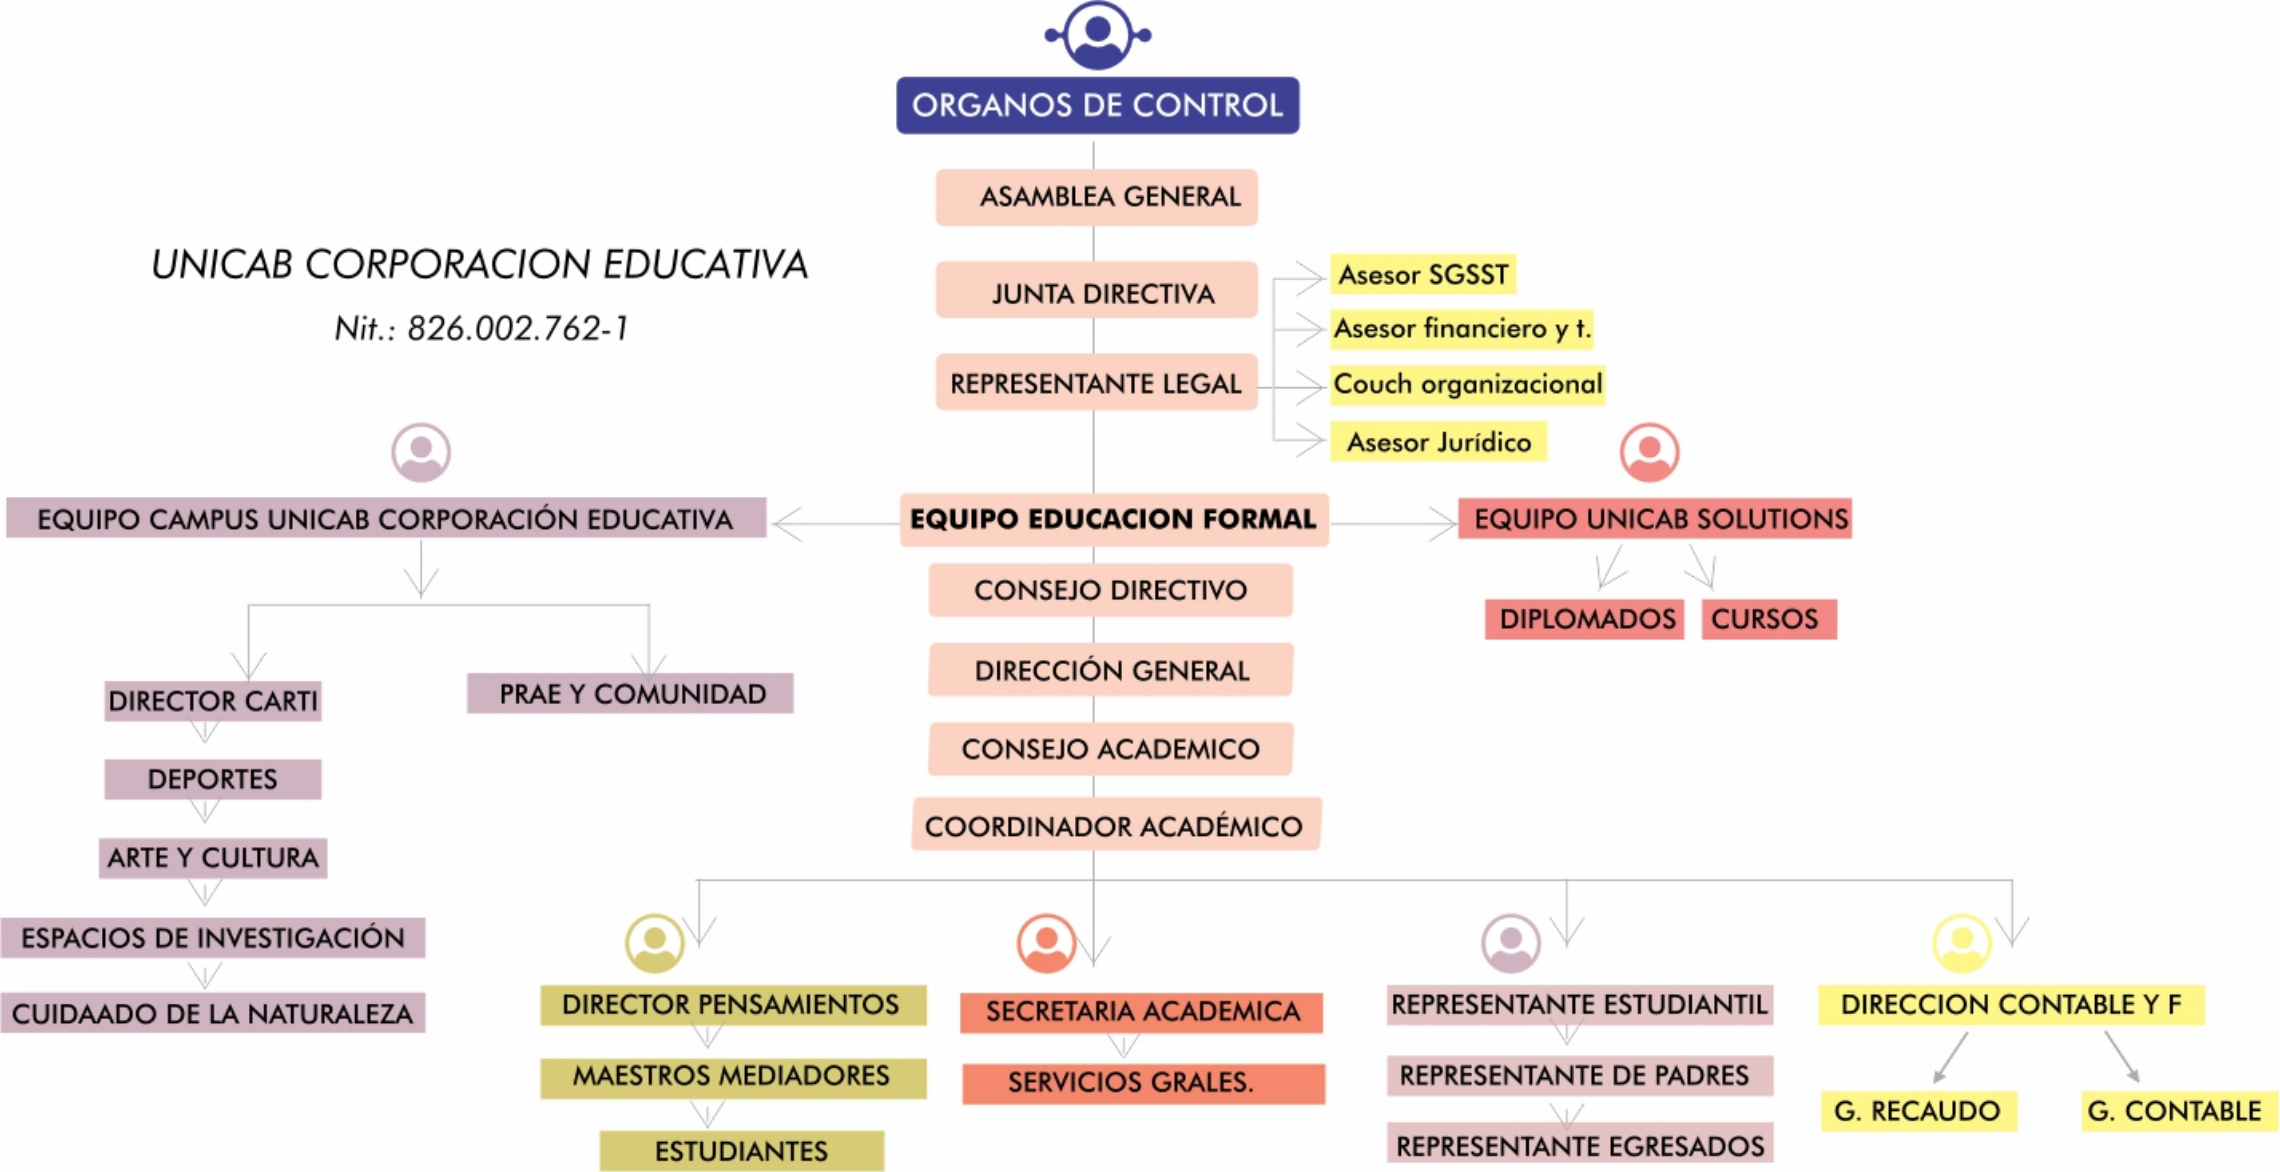 ORGANOS DE CONTROL
ASAMBLEA GENERAL
UNICAB CORPORACION EDUCATIVA
Nit.: 826.002.762-1
JUNTA DIRECTIVA
REPRESENTANTE LEGAL
Asesor SGSST
Asesor financiero y t.
Couch organizacional
Asesor Jurídico
EQUIPO CAMPUS UNICAB CORPORACIÓN EDUCATIVA
EQUIPO EDUCACION FORMAL
EQUIPO UNICAB SOLUTIONS
CONSEJO DIRECTIVO
DIPLOMADOS
CURSOS
DIRECCIÓN GENERAL
CONSEJO ACADEMICO
COORDINADOR ACADÉMICO
DIRECTOR CARTI
PRAE Y COMUNIDAD
DEPORTES
ARTE Y CULTURA
ESPACIOS DE INVESTIGACIÓN
CUIDAADO DE LA NATURALEZA
DIRECTOR PENSAMIENTOS
MAESTROS MEDIADORES
ESTUDIANTES
SECRETARIA ACADEMICA
SERVICIOS GRALES.
REPRESENTANTE ESTUDIANTIL
REPRESENTANTE DE PADRES
REPRESENTANTE EGRESADOS
DIRECCION CONTABLE Y F
G. RECAUDO
G. CONTABLE